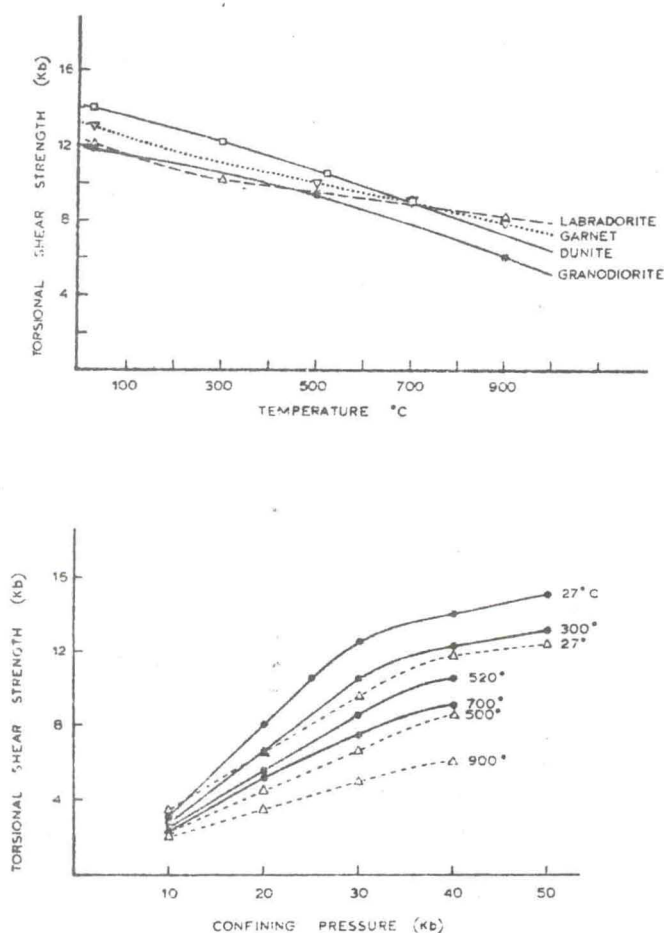 TORSIONAL SHEAR STRENGTH (Kb)
16
12
8
4
LABRADORITE
GARNET
DUNITE
GRANODIORITE
100 300 500 700 900
TEMPERATURE °C
TORSIONAL SHEAR STRENGTH (Kb)
15
12
8
4
27°C
300°
27°
520°
700°
500°
900°
10 20 30 40 50
CONFINING PRESSURE (Kb)